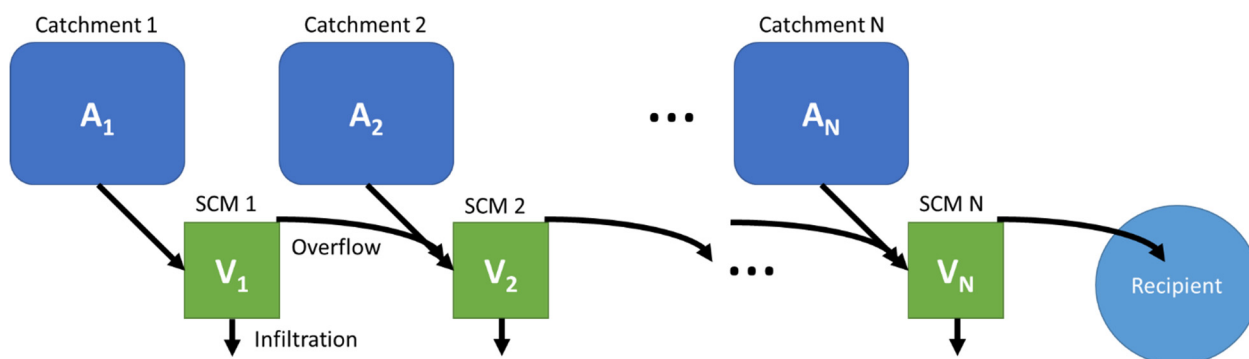 Catchment 1
Catchment 2
Catchment N
A1
A2
...
AN
SCM 1
SCM 2
SCM N
Overflow
V1
V2
...
VN
Recipient
Infiltration